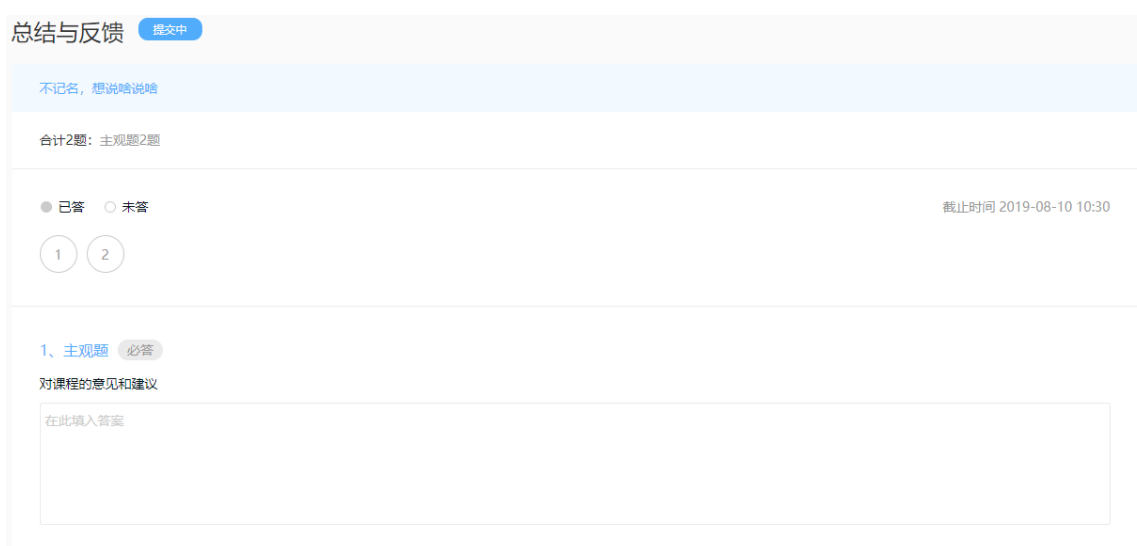 总结与反馈 提交中
不记名，想说啥说啥
合计2题：主观题2题
已答 未答 截止时间 2019-08-10 10:30
1 2
1、主观题 必答
对课程的意见和建议
在此填入答案